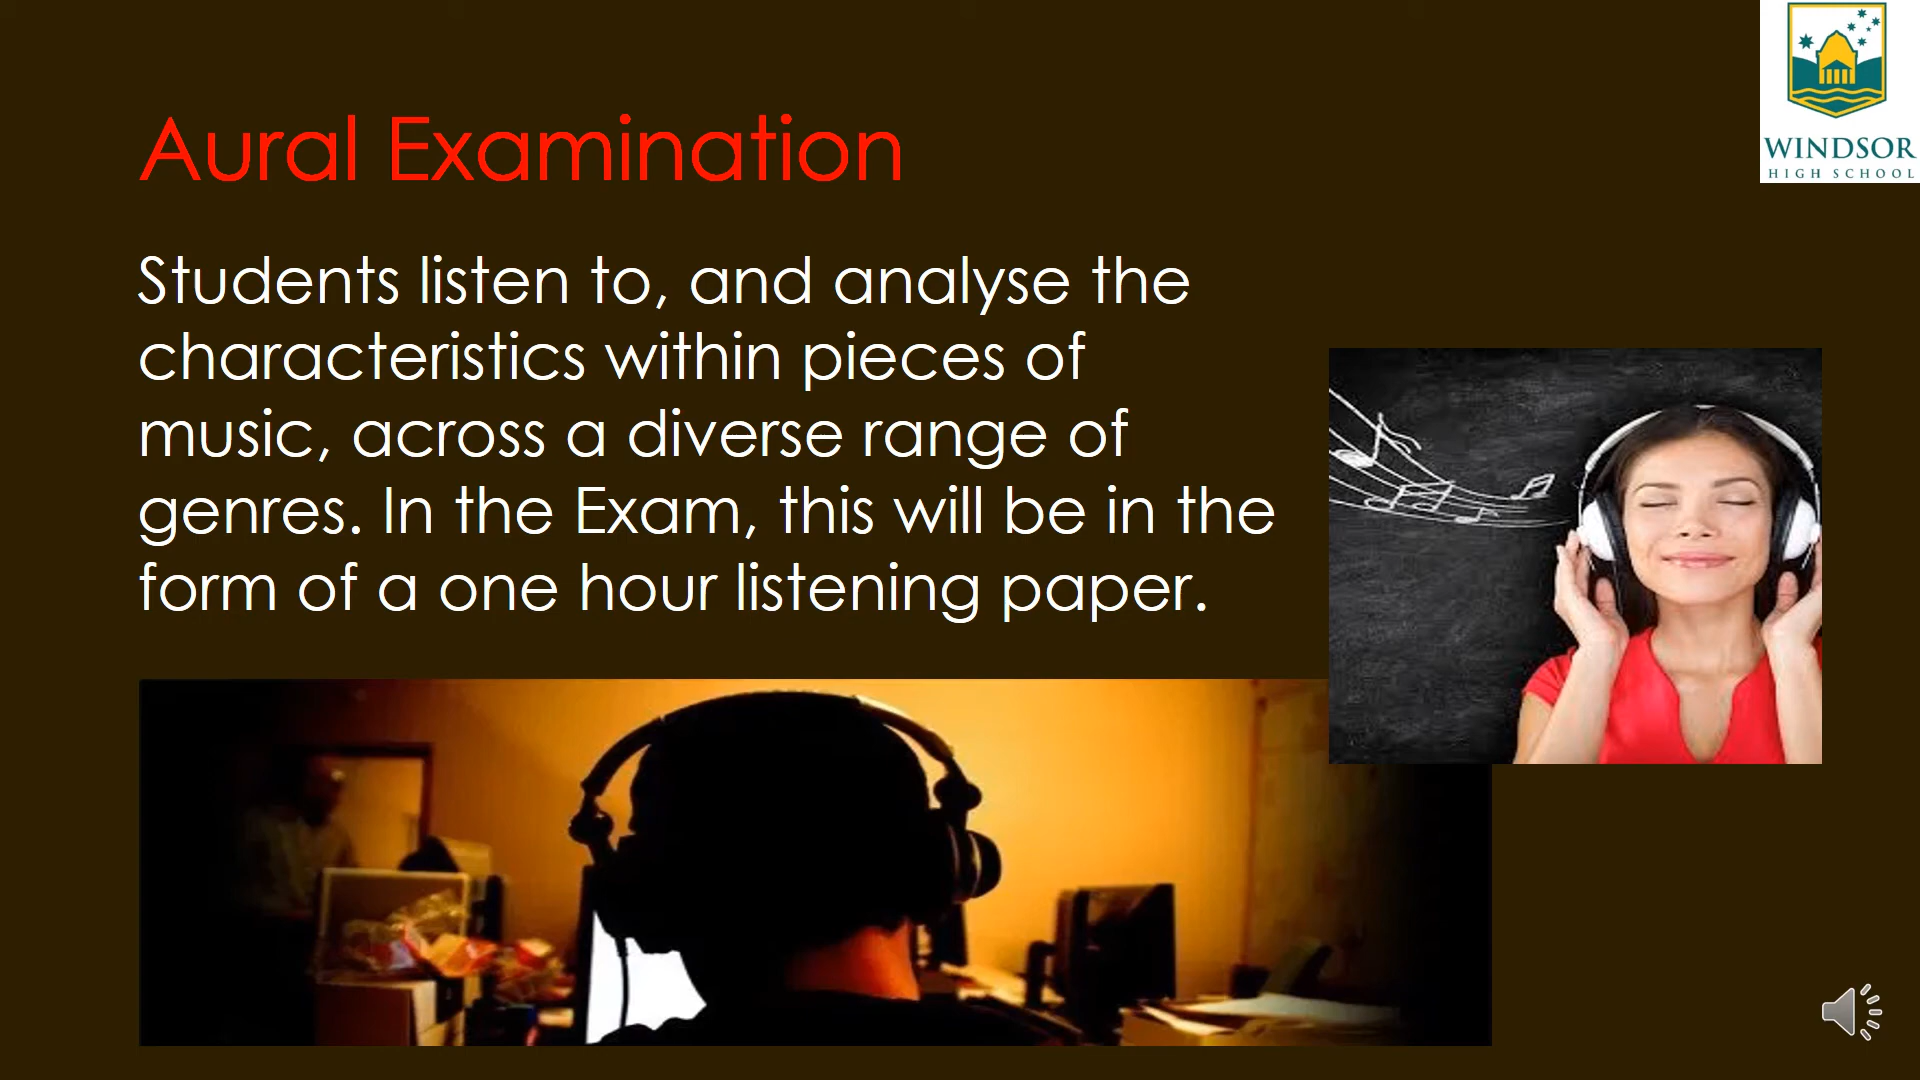 WINDSOR
HIGH SCHOOL
Aural Examination
Students listen to, and analyse the
characteristics within pieces of
music, across a diverse range of
genres. In the Exam, this will be in the
form of a one hour listening paper.